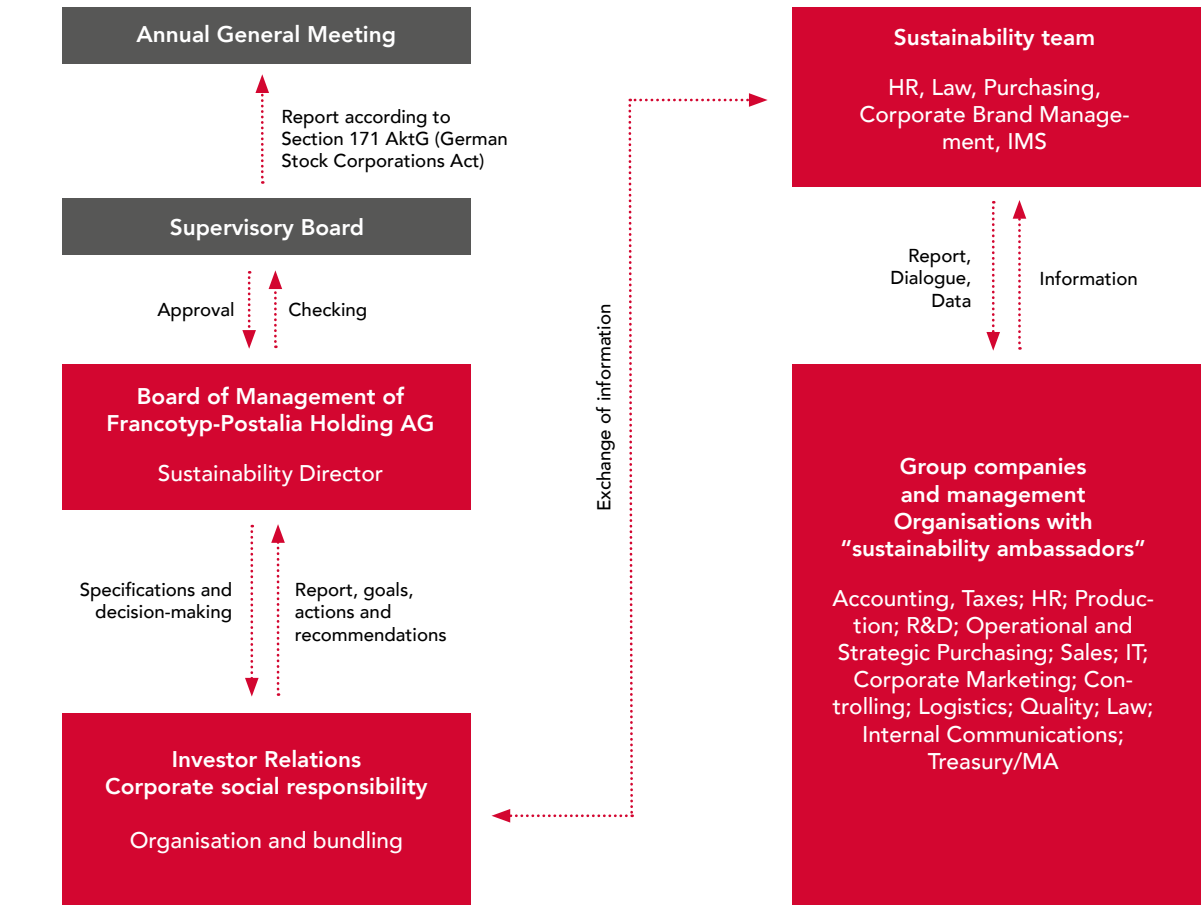 Annual General Meeting
Report according to
Section 171 AktG (German
Stock Corporations Act)
Supervisory Board
Approval
Checking
Board of Management of
Francotyp-Postalia Holding AG
Sustainability Director
Specifications and
decision-making
Report, goals,
actions and
recommendations
Investor Relations
Corporate social responsibility
Organisation and bundling
Exchange of information
Sustainability team
HR, Law, Purchasing,
Corporate Brand Manage-
ment, IMS
Report,
Dialogue,
Data
Information
Group companies
and management
Organisations with
“sustainability ambassadors”
Accounting, Taxes; HR; Produc-
tion; R&D; Operational and
Strategic Purchasing; Sales; IT;
Corporate Marketing; Con-
trolling; Logistics; Quality; Law;
Internal Communications;
Treasury/MA